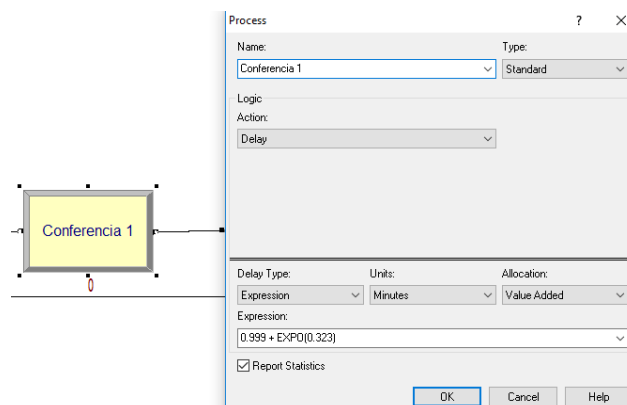 Process ? X
Name: Type:
Conferencia 1 Standard
Logic
Action:
Delay
Conferencia 1
0
Delay Type: Units: Allocation:
Expression Minutes Value Added
Expression:
0.999 + EXPO(0.323)
Report Statistics
OK Cancel Help